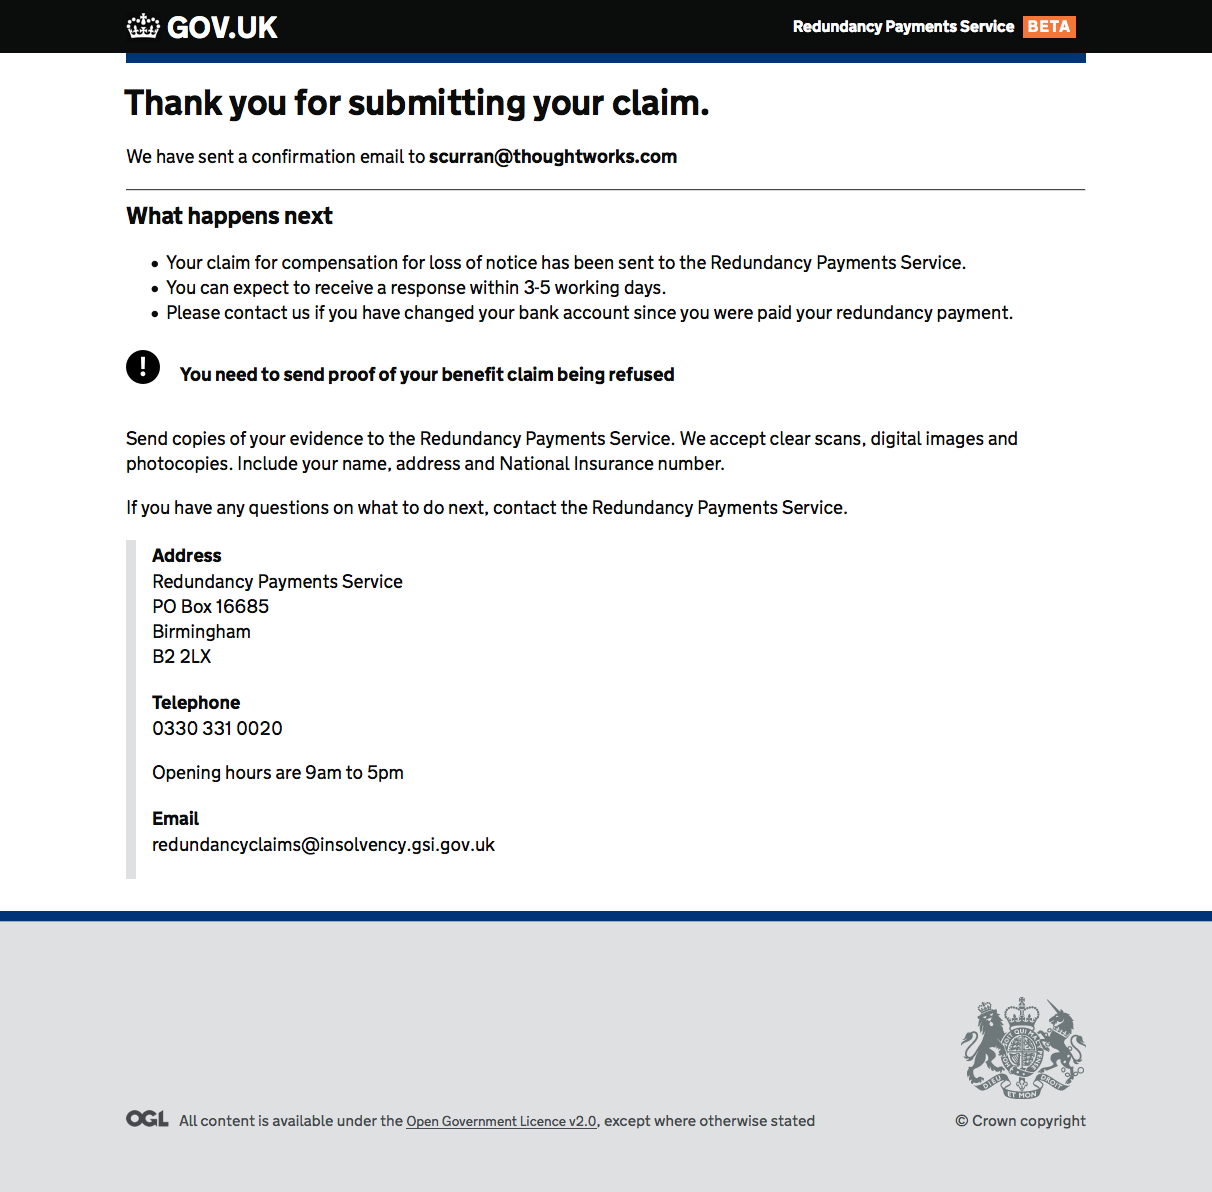 GOV.UK
Redundancy Payments Service BETA
Thank you for submitting your claim.
We have sent a confirmation email to scurran@thoughtworks.com
What happens next
• Your claim for compensation for loss of notice has been sent to the Redundancy Payments Service.
• You can expect to receive a response within 3-5 working days.
• Please contact us if you have changed your bank account since you were paid your redundancy payment.
! You need to send proof of your benefit claim being refused
Send copies of your evidence to the Redundancy Payments Service. We accept clear scans, digital images and
photocopies. Include your name, address and National Insurance number.
If you have any questions on what to do next, contact the Redundancy Payments Service.
Address
Redundancy Payments Service
PO Box 16685
Birmingham
B2 2LX
Telephone
0330 331 0020
Opening hours are 9am to 5pm
Email
redundancyclaims@insolvency.gsi.gov.uk
DIEU ET MON DROIT
OGL All content is available under the Open Government Licence v2.0, except where otherwise stated
© Crown copyright